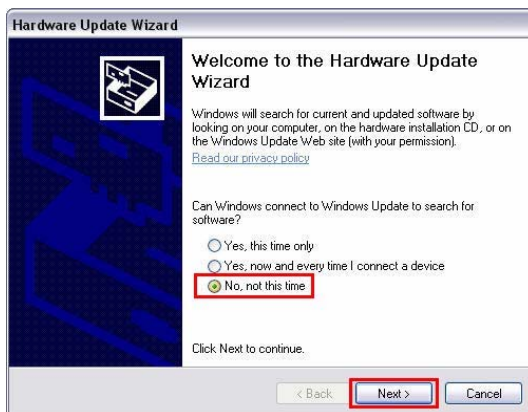 Hardware Update Wizard
Welcome to the Hardware Update
Wizard
Windows will search for current and updated software by
looking on your computer, on the hardware installation CD, or on
the Windows Update Web site (with your permission).
Read our privacy policy
Can Windows connect to Windows Update to search for
software?
Yes, this time only
Yes, now and every time I connect a device
No, not this time
Click Next to continue.
< Back
Next >
Cancel